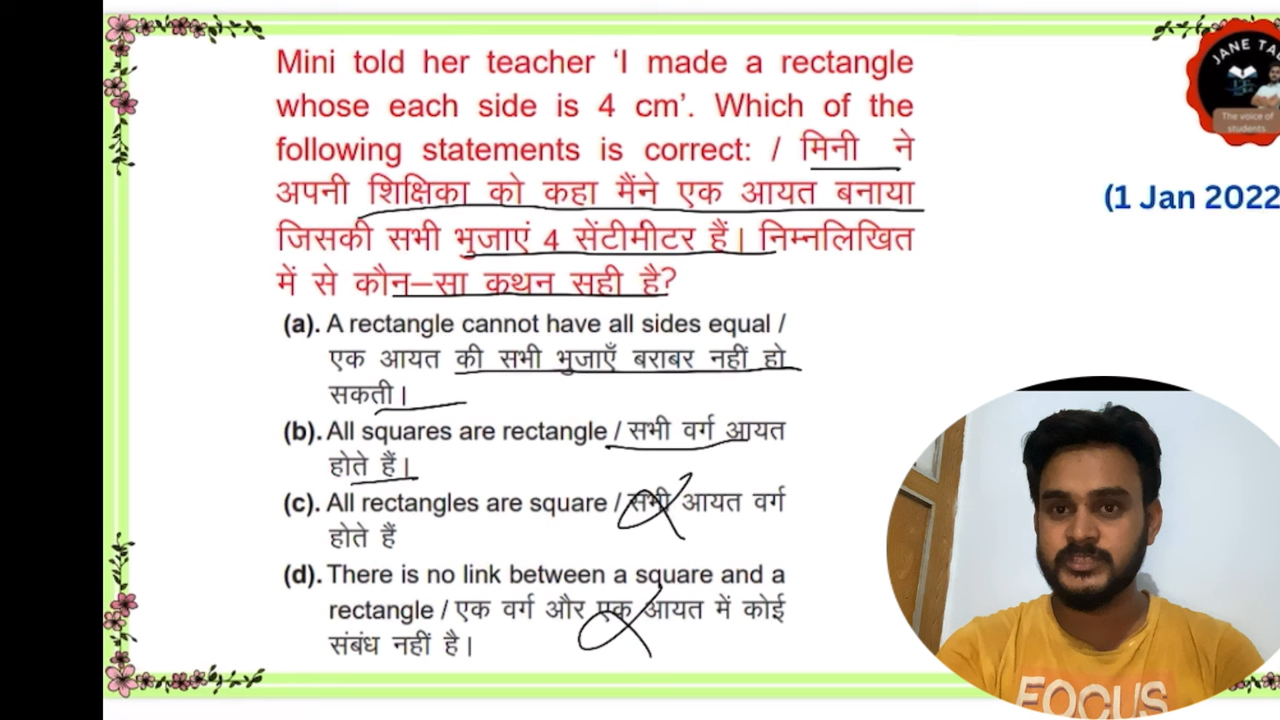 Mini told her teacher ‘I made a rectangle
whose each side is 4 cm’. Which of the
following statements is correct: / मिनी ने
अपनी शिक्षिका को कहा मैंने एक आयत बनाया
जिसकी सभी भुजाएं 4 सेंटीमीटर हैं। निम्नलिखित
में से कौन–सा कथन सही है?
(a). A rectangle cannot have all sides equal /
एक आयत की सभी भुजाएँ बराबर नहीं हो
सकती।
(b). All squares are rectangle / सभी वर्ग आयत
होते हैं।
(c). All rectangles are square / सभी आयत वर्ग
होते हैं
(d). There is no link between a square and a
rectangle / एक वर्ग और एक आयत में कोई
संबंध नहीं है।
(1 Jan 2022
JANE TA
The voice of
students
FOCUS